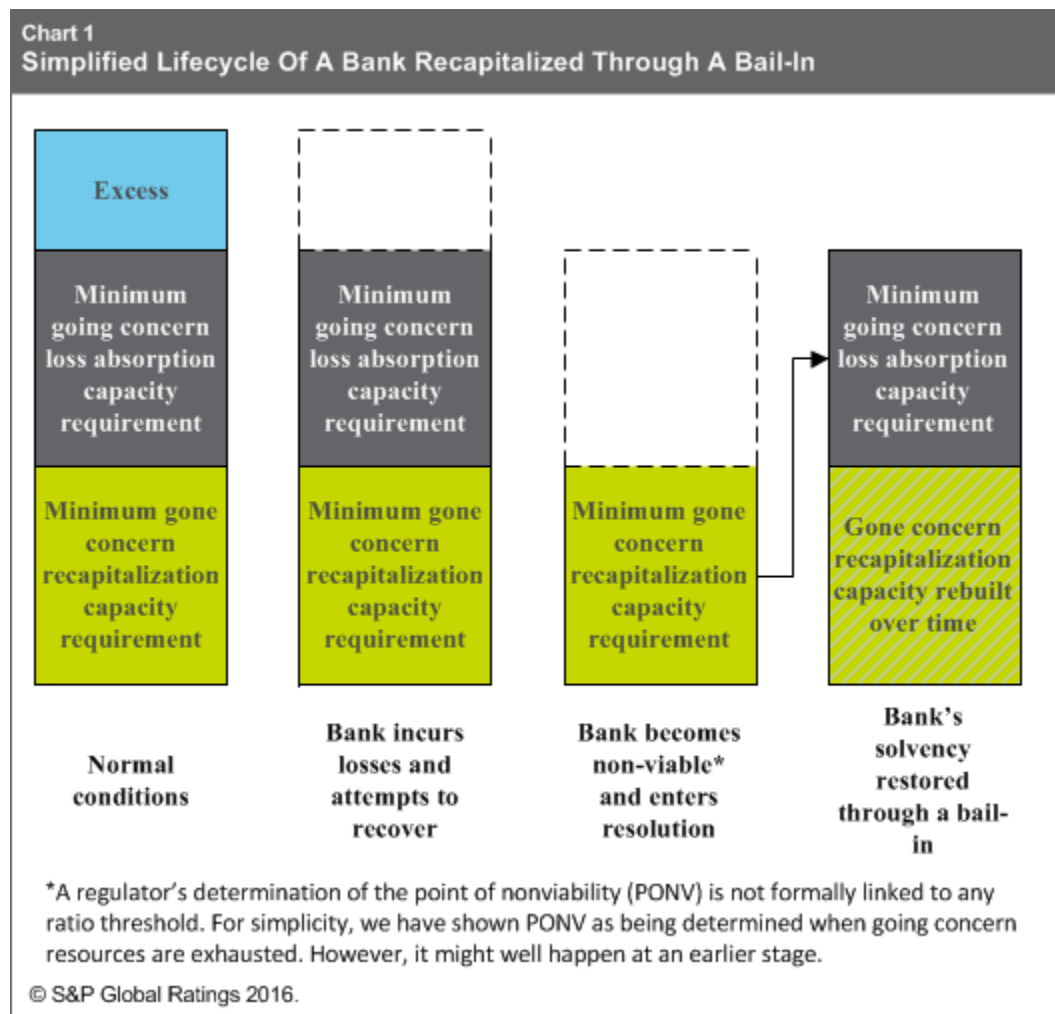 Chart 1
Simplified Lifecycle Of A Bank Recapitalized Through A Bail-In
Excess
Minimum
going concern
loss absorption
capacity
requirement
Minimum gone
concern
recapitalization
capacity
requirement
Normal
conditions
Minimum
going concern
loss absorption
capacity
requirement
Minimum gone
concern
recapitalization
capacity
requirement
Bank incurs
losses and
attempts to
recover
Minimum gone
concern
recapitalization
capacity
requirement
Bank becomes
non-viable*
and enters
resolution
Minimum
going concern
loss absorption
capacity
requirement
Gone concern
recapitalization
capacity rebuilt
over time
Bank’s
solvency
restored
through a bail-
in
*A regulator’s determination of the point of nonviability (PONV) is not formally linked to any
ratio threshold. For simplicity, we have shown PONV as being determined when going concern
resources are exhausted. However, it might well happen at an earlier stage.
© S&P Global Ratings 2016.